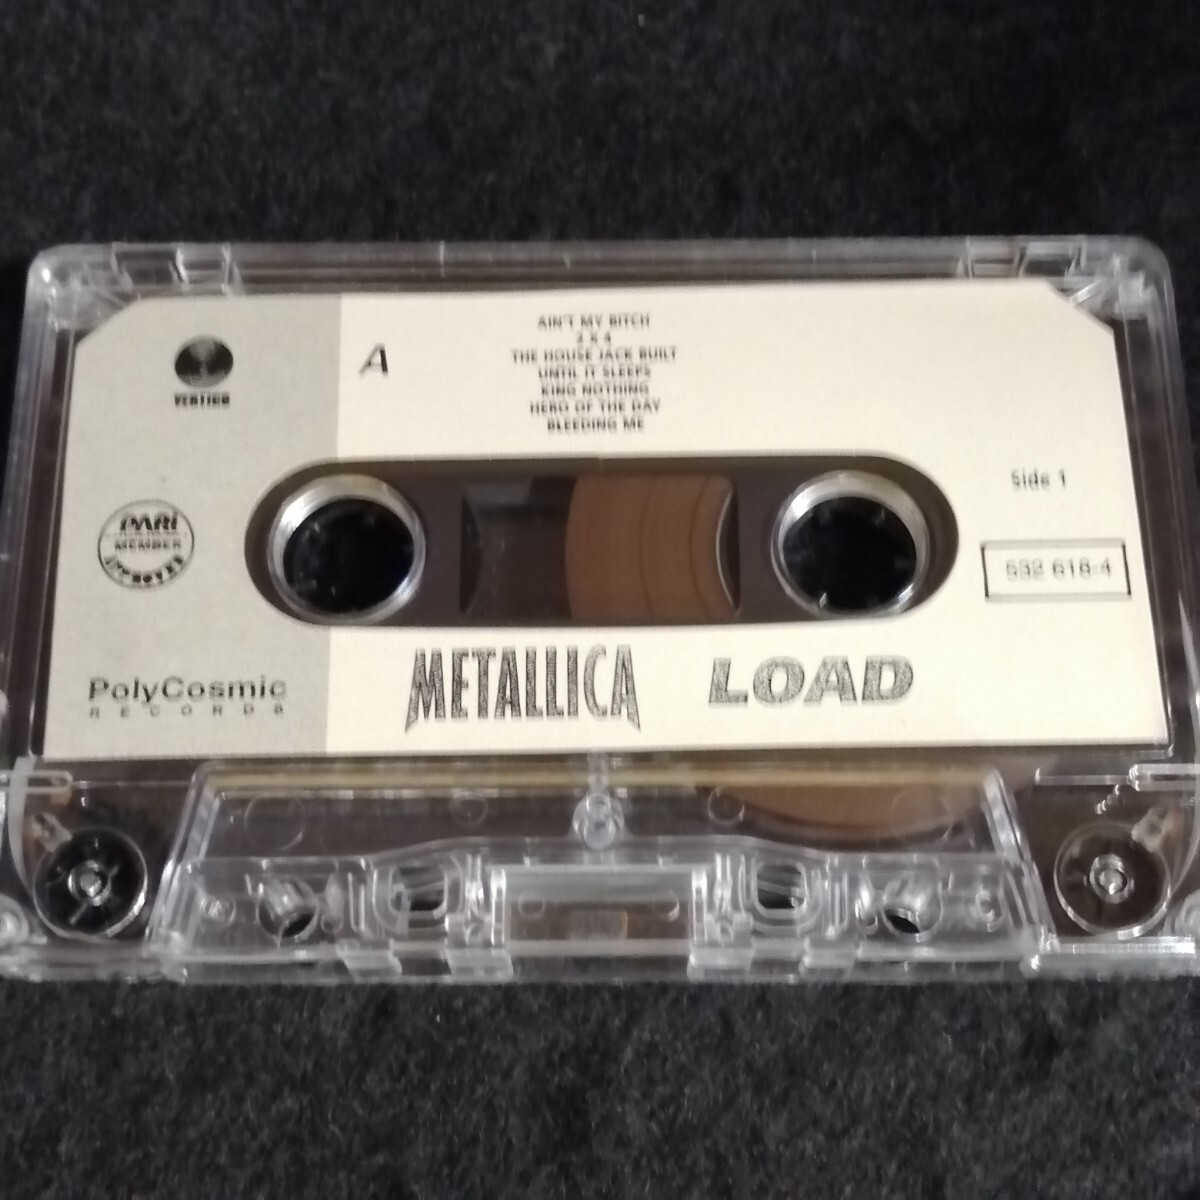 AIN'T MY BITCH
2 X 4
THE HOUSE JACK BUILT
UNTIL IT SLEEPS
KING NOTHING
HERO OF THE DAY
BLEEDING ME
A
VERTIGO
Side 1
PARI
MEMBER
APPROVED
532 618-4
PolyCosmic
RECORDS
METALLICA LOAD